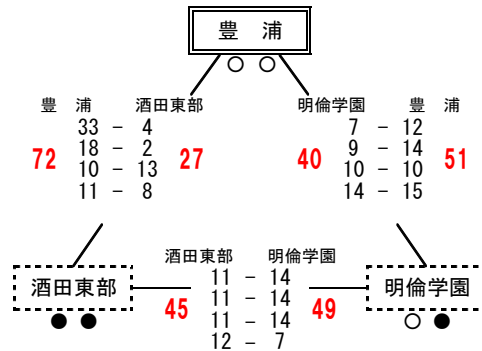 豊 浦
○ ○
豊 浦 酒田東部
33 - 4
72 18 - 2 27
10 - 13
11 - 8
明倫学園 豊 浦
7 - 12
40 9 - 14 51
10 - 10
14 - 15
酒田東部 明倫学園
11 - 14
45 11 - 14 49
11 - 14
12 - 7
酒田東部
● ●
明倫学園
○ ●